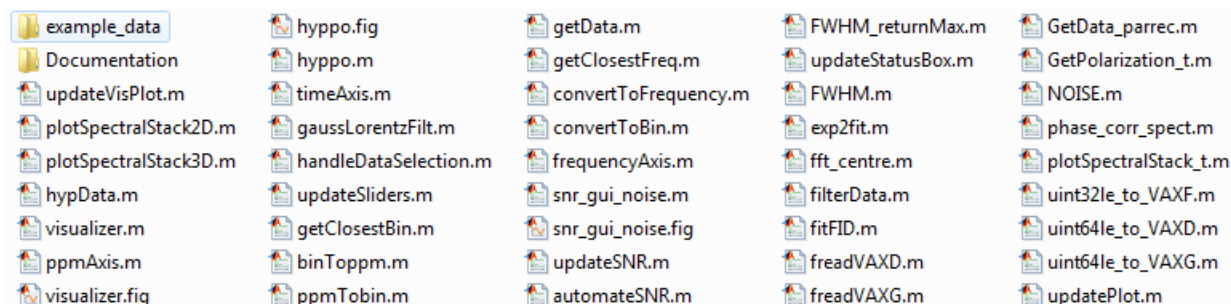 example_data
Documentation
updateVisPlot.m
plotSpectralStack2D.m
plotSpectralStack3D.m
hypData.m
visualizer.m
ppmAxis.m
visualizer.fig
hyppo.fig
hyppo.m
timeAxis.m
gaussLorentzFilt.m
handleDataSelection.m
updateSliders.m
getClosestBin.m
binToppm.m
ppmTobin.m
getData.m
getClosestFreq.m
convertToFrequency.m
convertToBin.m
frequencyAxis.m
snr_gui_noise.m
snr_gui_noise.fig
updateSNR.m
automateSNR.m
FWHM_returnMax.m
updateStatusBox.m
FWHM.m
exp2fit.m
fft_centre.m
filterData.m
fitFID.m
freadVAXD.m
freadVAXG.m
GetData_parrec.m
GetPolarization_t.m
NOISE.m
phase_corr_spect.m
plotSpectralStack_t.m
uint32le_to_VAXF.m
uint64le_to_VAXD.m
uint64le_to_VAXG.m
updatePlot.m